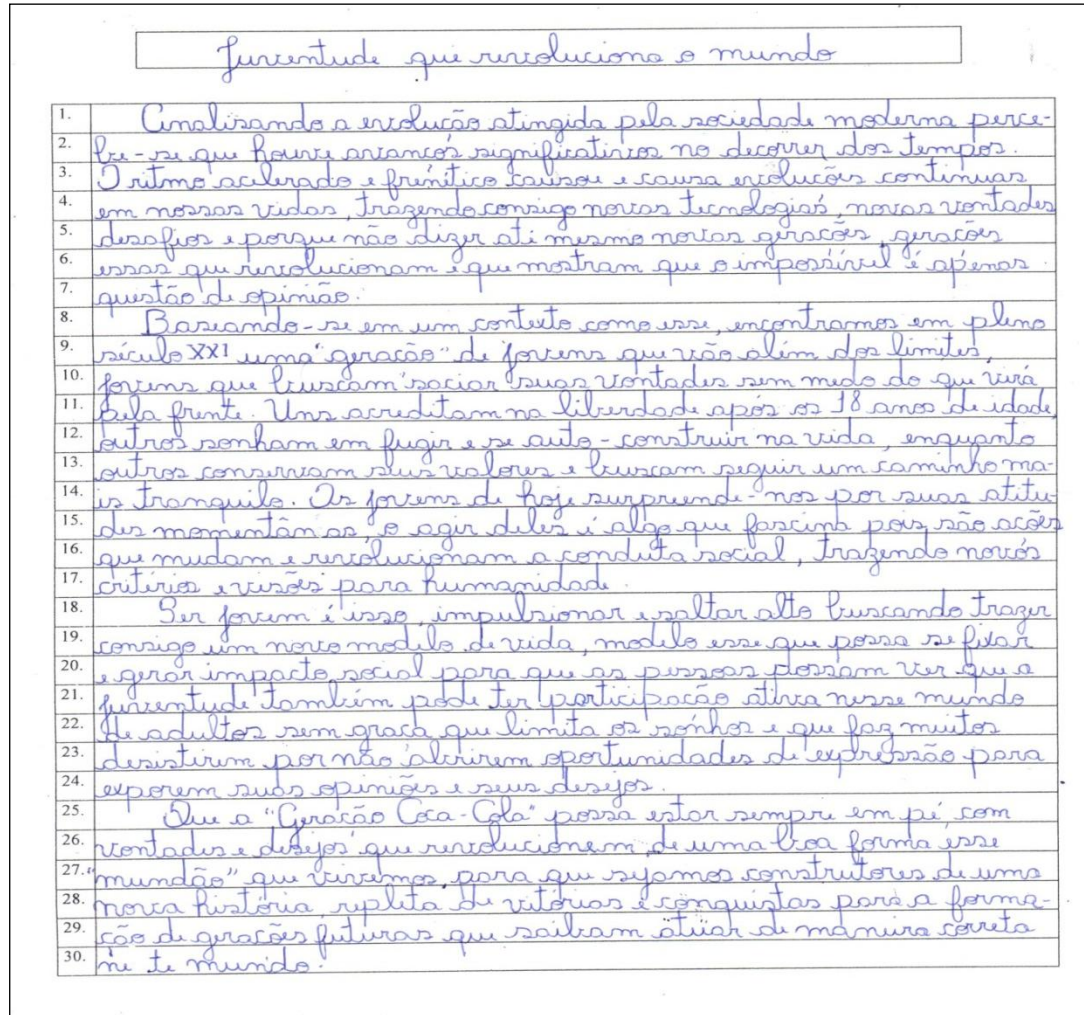 Juventude que revoluciona o mundo
1. Analisando a evolução atingida pela sociedade moderna perce-
2. be-se que houve avanços significativos no decorrer dos tempos.
3. O ritmo acelerado e frenético causou e causa evoluções continuas
4. em nossas vidas, trazendo consigo novas tecnologias, novas vontades
5. desafios e porque não dizer até mesmo novas gerações, gerações
6. essas que revolucionam e que mostram que o impossível é apenas
7. questão de opinião.
8. Baseando-se em um contexto como esse, encontramos em pleno
9. século XXI uma "geração" de jovens que vão além dos limites,
10. jovens que buscam saciar suas vontades sem medo do que virá
11. pela frente. Uns acreditam na liberdade após os 18 anos de idade,
12. outros sonham em fugir e se auto-construir na vida, enquanto
13. outros conservam seus valores e buscam seguir um caminho ma-
14. is tranquilo. Os jovens de hoje surpreende-nos por suas atitu-
15. des momentâneas, o agir deles é algo que fascina pois são ações
16. que mudam e revolucionam a conduta social, trazendo novos
17. critérios e visões para humanidade.
18. Ser jovem é isso, impulsionar e saltar alto buscando trazer
19. consigo um novo modelo de vida, modelo esse que possa se fixar
20. e gerar impacto social para que as pessoas possam ver que a
21. juventude também pode ter participação ativa nesse mundo
22. de adultos sem graça que limita os sonhos e que faz muitos
23. desistirem por não abrirem oportunidades de expressão para
24. exporem suas opiniões e seus desejos.
25. Que a "Geração Coca-Cola" possa estar sempre em pé com
26. vontades e desejos que revolucionem de uma boa forma esse
27. "mundão" que vivemos, para que sejamos construtores de uma
28. nova história, repleta de vitórias e conquistas para a forma-
29. ção de gerações futuras que saibam atuar de maneira correta
30. neste mundo.